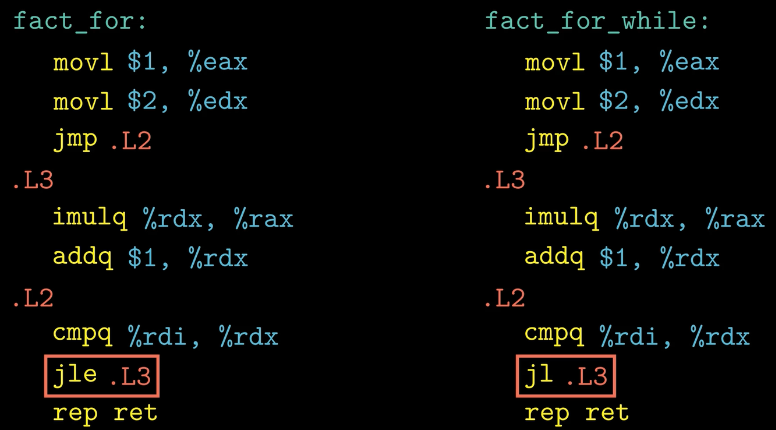 fact_for:
movl $1, %eax
movl $2, %edx
jmp .L2
.L3
imulq %rdx, %rax
addq $1, %rdx
.L2
cmpq %rdi, %rdx
jle .L3
rep ret
fact_for_while:
movl $1, %eax
movl $2, %edx
jmp .L2
.L3
imulq %rdx, %rax
addq $1, %rdx
.L2
cmpq %rdi, %rdx
jl .L3
rep ret